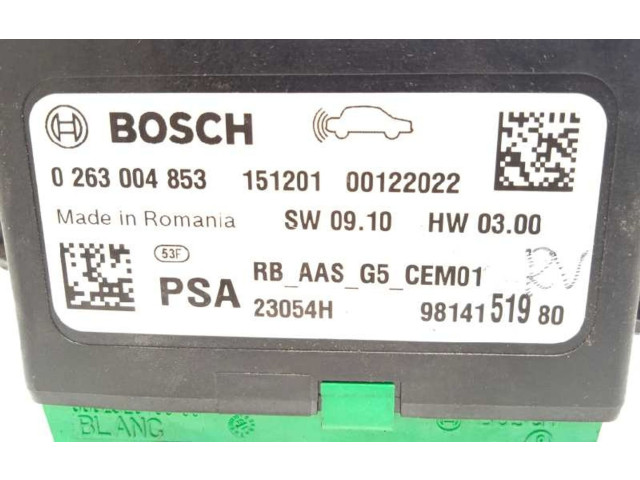 BOSCH
0 263 004 853 151201 00122022
Made in Romania SW 09.10 HW 03.00
53F
PSA RB_AAS_G5_CEM01
23054H 98141 519 80
BLANG